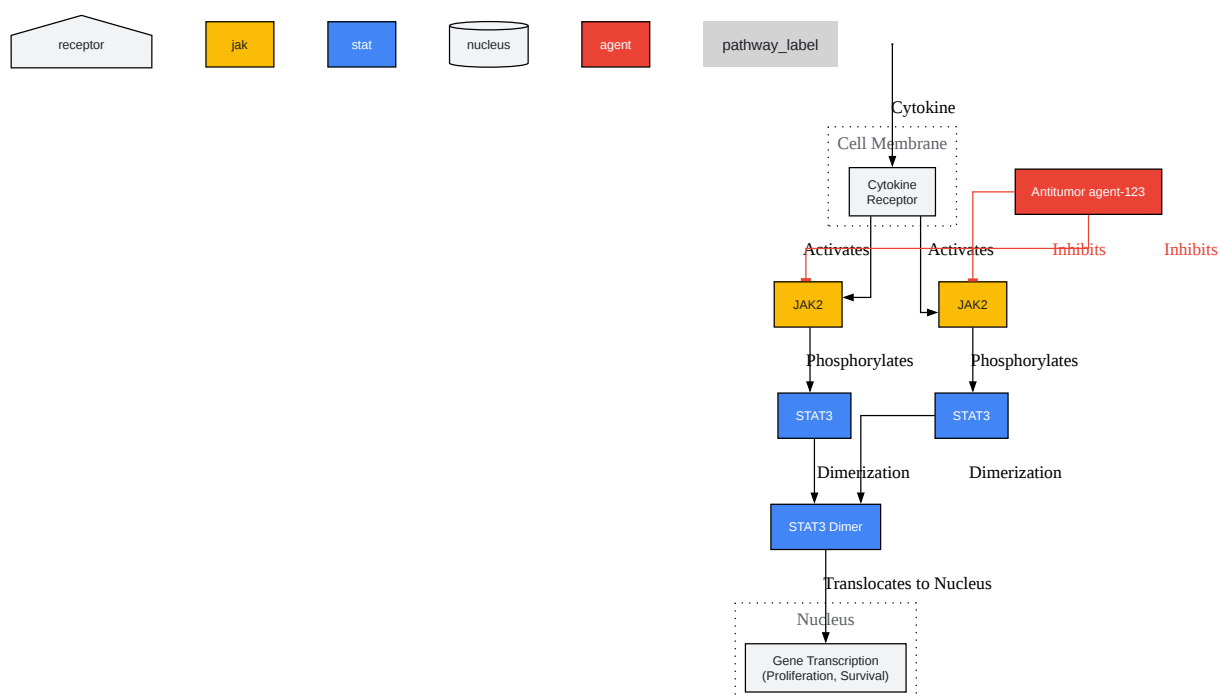 receptor
jak
stat
nucleus
agent
pathway_label
Cytokine
Cell Membrane
Cytokine
Receptor
Antitumor agent-123
Activates
Activates
Inhibits
Inhibits
JAK2
JAK2
Phosphorylates
Phosphorylates
STAT3
STAT3
Dimerization
Dimerization
STAT3 Dimer
Translocates to Nucleus
Nucleus
Gene Transcription
(Proliferation, Survival)